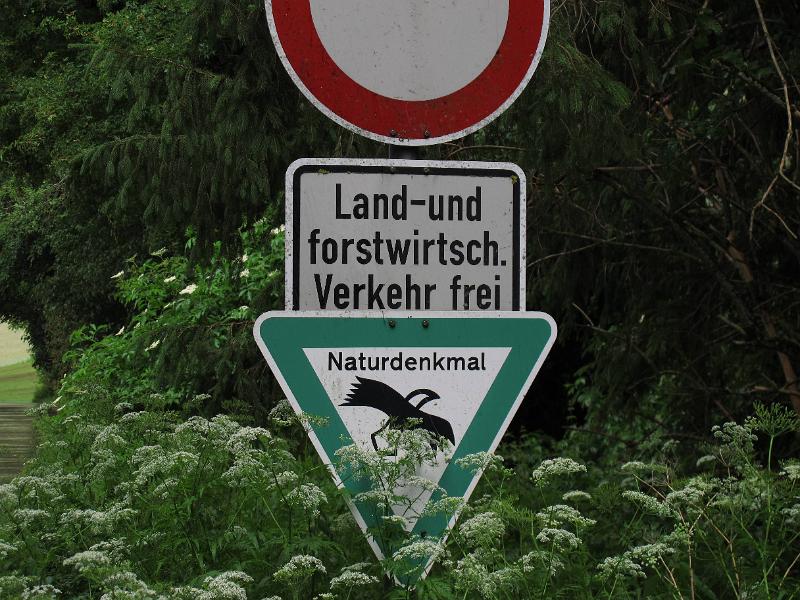 Land-und
forstwirtsch.
Verkehr frei
Naturdenkmal